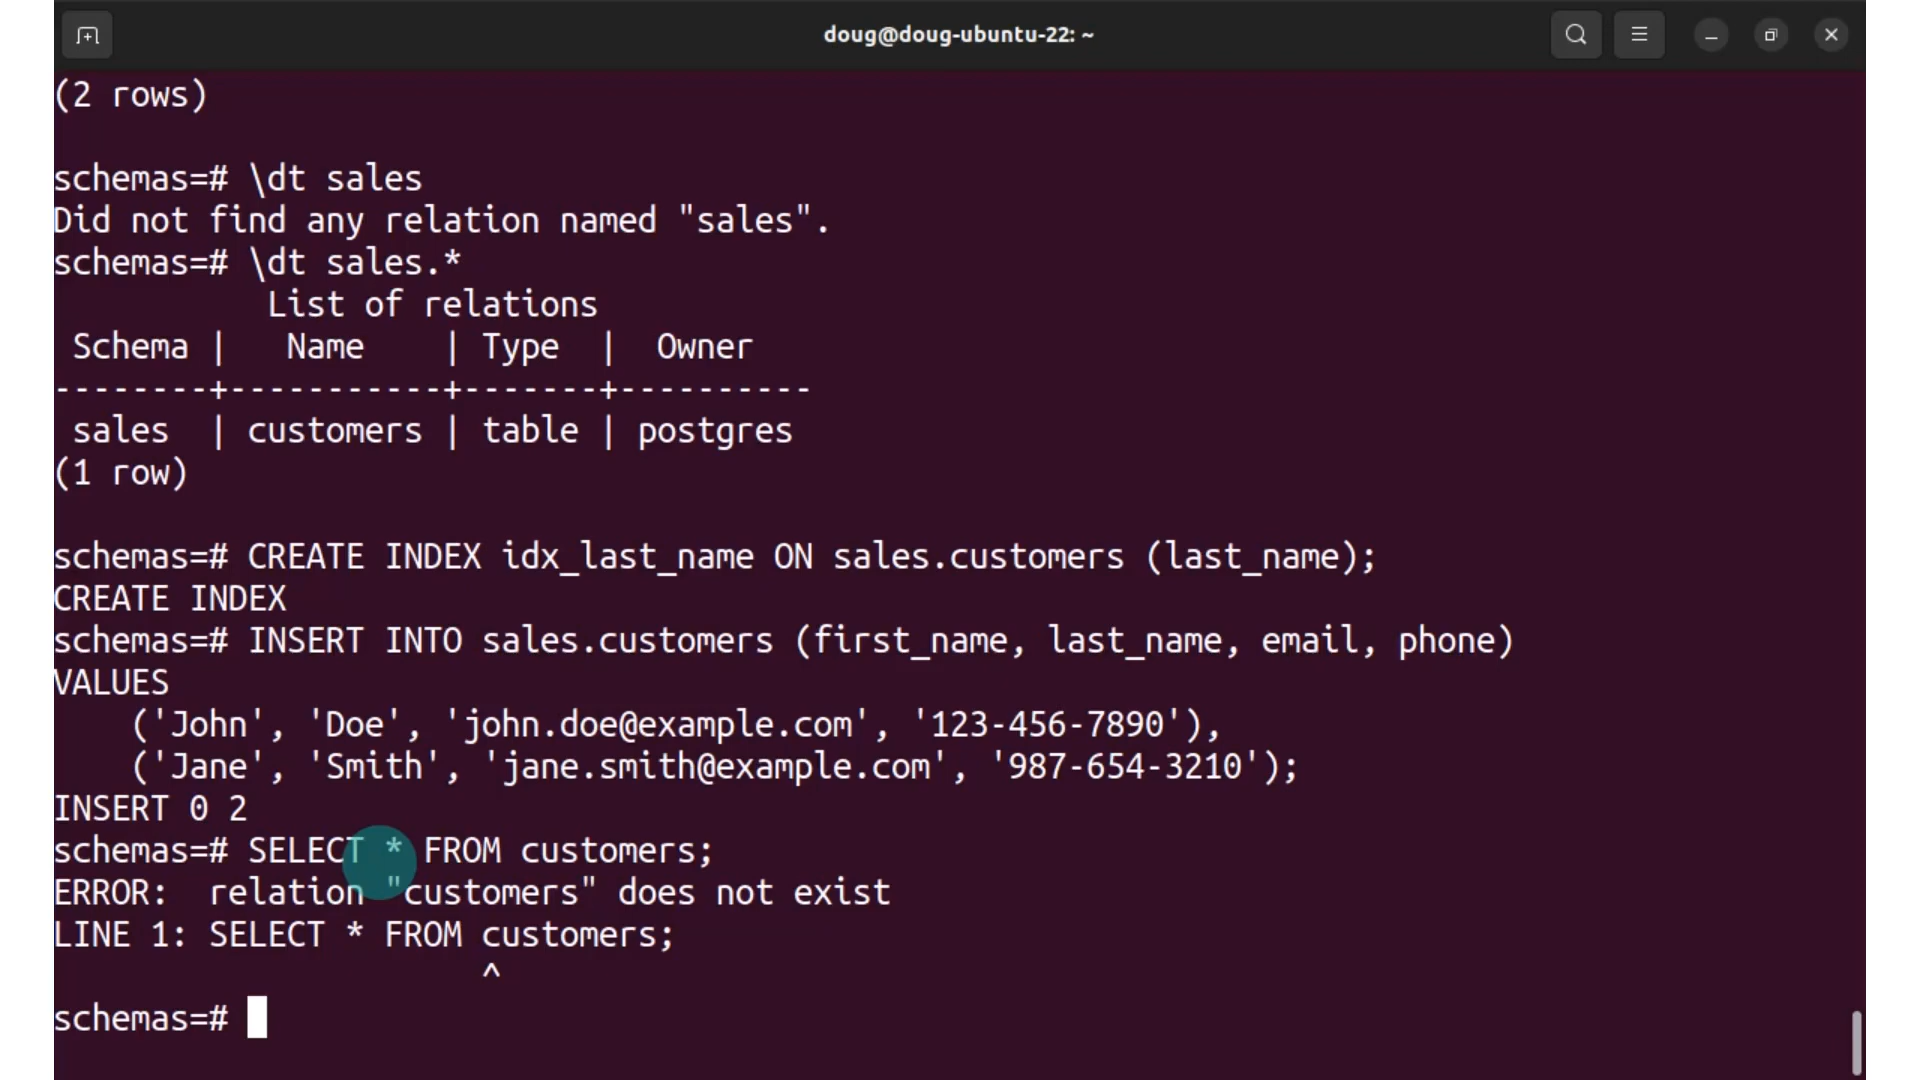 doug@doug-ubuntu-22: ~
(2 rows)
schemas=# \dt sales
Did not find any relation named "sales".
schemas=# \dt sales.*
          List of relations
 Schema |   Name    | Type  |  Owner
--------+-----------+-------+----------
 sales  | customers | table | postgres
(1 row)
schemas=# CREATE INDEX idx_last_name ON sales.customers (last_name);
CREATE INDEX
schemas=# INSERT INTO sales.customers (first_name, last_name, email, phone)
VALUES
    ('John', 'Doe', 'john.doe@example.com', '123-456-7890'),
    ('Jane', 'Smith', 'jane.smith@example.com', '987-654-3210');
INSERT 0 2
schemas=# SELECT * FROM customers;
ERROR:  relation "customers" does not exist
LINE 1: SELECT * FROM customers;
                      ^
schemas=#